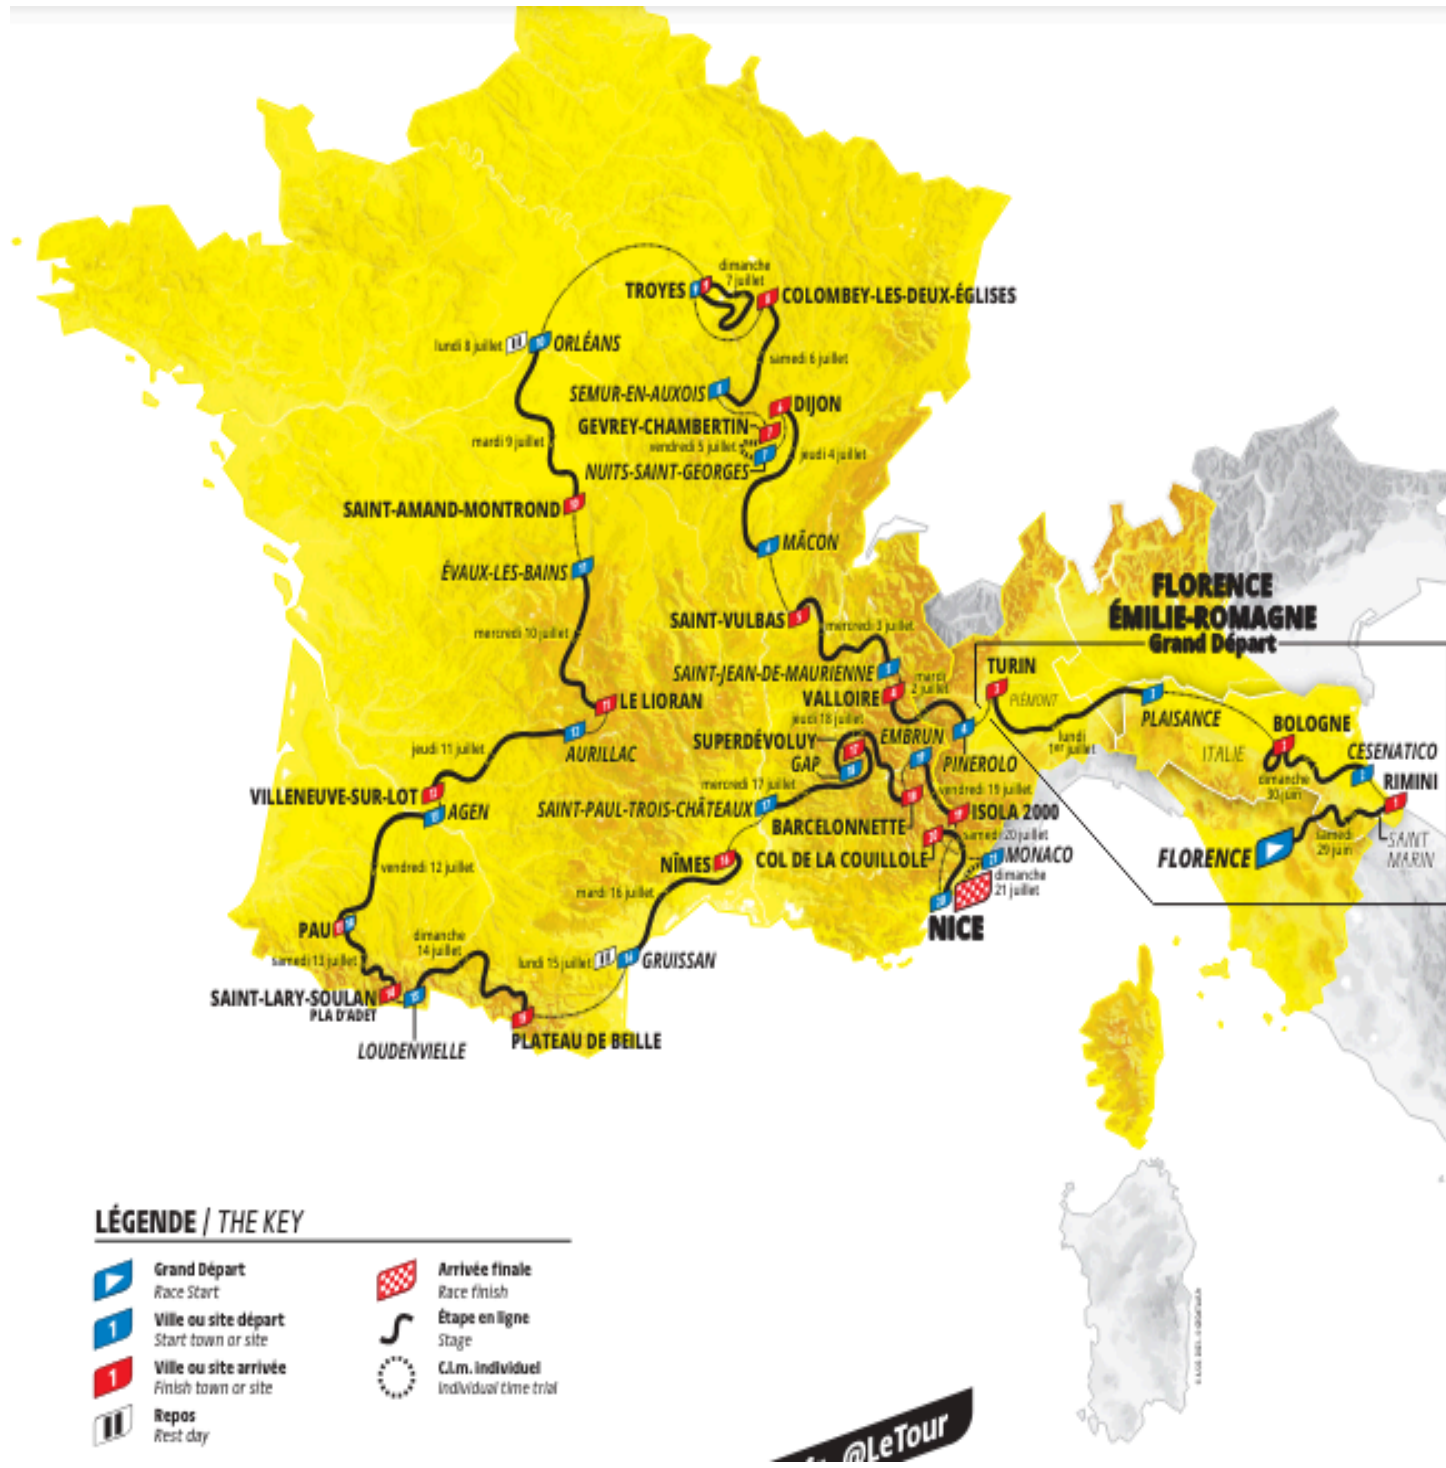 dimanche
7 juillet
TROYES
COLOMBEY-LES-DEUX-ÉGLISES
lundi 8 juillet
ORLÉANS
samedi 6 juillet
SEMUR-EN-AUXOIS
DIJON
GEVREY-CHAMBERTIN
vendredi 5 juillet
jeudi 4 juillet
NUITS-SAINT-GEORGES
mardi 9 juillet
SAINT-AMAND-MONTROND
MÂCON
ÉVAUX-LES-BAINS
FLORENCE
ÉMILIE-ROMAGNE
Grand Départ
SAINT-VULBAS
mercredi 3 juillet
mercredi 10 juillet
SAINT-JEAN-DE-MAURIENNE
mardi
2 juillet
TURIN
PIÉMONT
VALLOIRE
LE LIORAN
jeudi 18 juillet
PLAISANCE
BOLOGNE
SUPERDÉVOLUY
EMBRUN
lundi
1er juillet
ITALIE
CESENATICO
jeudi 11 juillet
AURILLAC
GAP
PINEROLO
dimanche
30 juin
RIMINI
mercredi 17 juillet
vendredi 19 juillet
VILLENEUVE-SUR-LOT
AGEN
SAINT-PAUL-TROIS-CHÂTEAUX
BARCELONNETTE
ISOLA 2000
samedi 20 juillet
samedi
29 juin
SAINT
MARIN
FLORENCE
NÎMES
COL DE LA COUILLOLE
MONACO
dimanche
21 juillet
vendredi 12 juillet
mardi 16 juillet
NICE
PAU
dimanche
14 juillet
samedi 13 juillet
lundi 15 juillet
GRUISSAN
SAINT-LARY-SOULAN
PLA D'ADET
LOUDENVIELLE
PLATEAU DE BEILLE
LÉGENDE / THE KEY
Grand Départ
Race Start
1
Ville ou site départ
Start town or site
1
Ville ou site arrivée
Finish town or site
Repos
Rest day
Arrivée finale
Race finish
Étape en ligne
Stage
C.l.m. individuel
Individual time trial
@LeTour